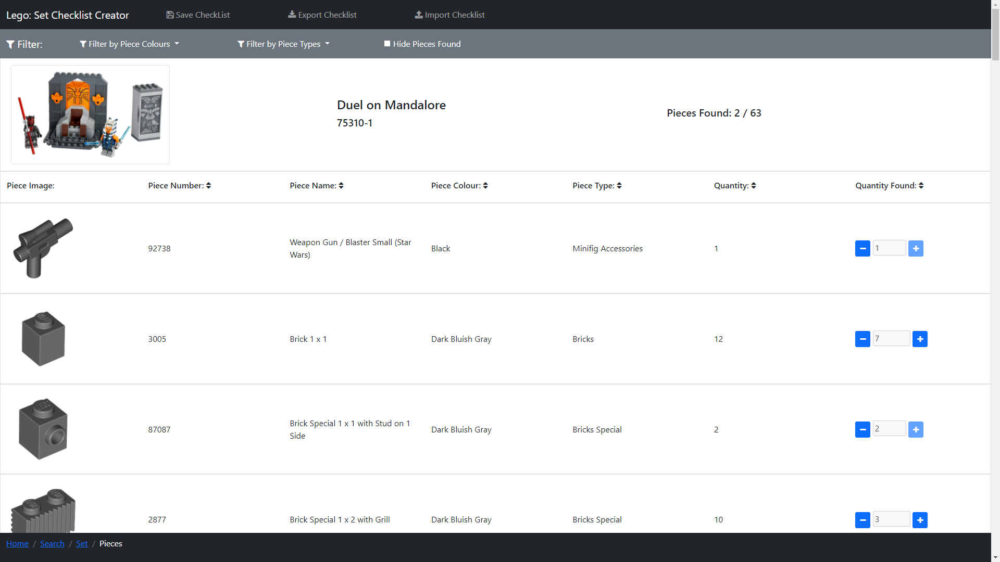 Lego: Set Checklist Creator Save CheckList Export Checklist Import Checklist
Filter: Filter by Piece Colours Filter by Piece Types Hide Pieces Found
Duel on Mandalore
75310-1
Pieces Found: 2 / 63
Piece Image: Piece Number: Piece Name: Piece Colour: Piece Type: Quantity: Quantity Found:
92738 Weapon Gun / Blaster Small (Star Black Minifig Accessories 1 1
Wars)
3005 Brick 1 x 1 Dark Bluish Gray Bricks 12 7
87087 Brick Special 1 x 1 with Stud on 1 Dark Bluish Gray Bricks Special 2 2
Side
2877 Brick Special 1 x 2 with Grill Dark Bluish Gray Bricks Special 10 3
Home / Search / Set / Pieces